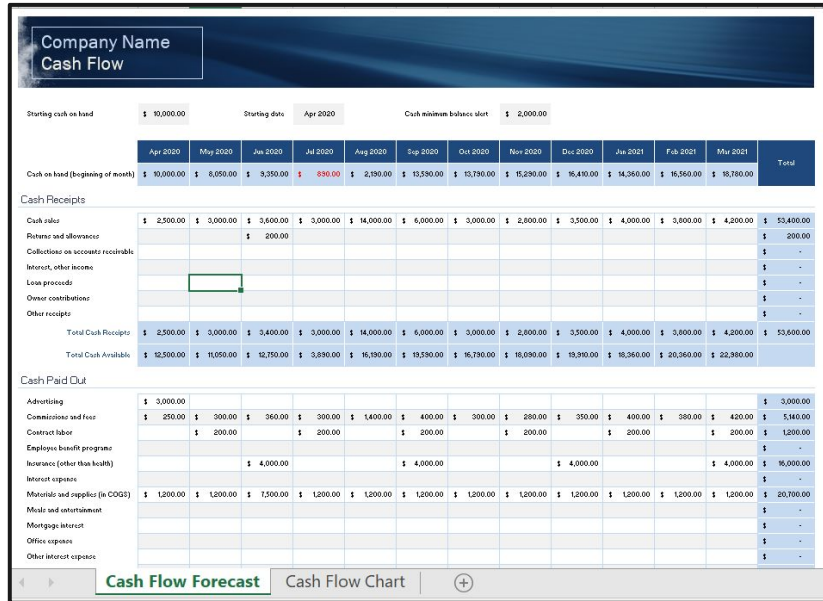 Company Name
Cash Flow
Starting cash on hand $ 10,000.00 Starting date Apr 2020 Cash minimum balance alert $ 2,000.00
Apr 2020 May 2020 Jun 2020 Jul 2020 Aug 2020 Sep 2020 Oct 2020 Nov 2020 Dec 2020 Jan 2021 Feb 2021 Mar 2021 Total
Cash on hand (beginning of month) $ 10,000.00 $ 8,050.00 $ 9,350.00 $ 890.00 $ 2,190.00 $ 13,590.00 $ 13,790.00 $ 15,290.00 $ 16,410.00 $ 14,360.00 $ 16,560.00 $ 18,780.00
Cash Receipts
Cash sales $ 2,500.00 $ 3,000.00 $ 3,600.00 $ 3,000.00 $ 14,000.00 $ 6,000.00 $ 3,000.00 $ 2,800.00 $ 3,500.00 $ 4,000.00 $ 3,800.00 $ 4,200.00 $ 53,400.00
Returns and allowances $ 200.00 $ 200.00
Collections on accounts receivable $ -
Interest, other income $ -
Loan proceeds $ -
Owner contributions $ -
Other receipts $ -
Total Cash Receipts $ 2,500.00 $ 3,000.00 $ 3,400.00 $ 3,000.00 $ 14,000.00 $ 6,000.00 $ 3,000.00 $ 2,800.00 $ 3,500.00 $ 4,000.00 $ 3,800.00 $ 4,200.00 $ 53,600.00
Total Cash Available $ 12,500.00 $ 11,050.00 $ 12,750.00 $ 3,890.00 $ 16,190.00 $ 19,590.00 $ 16,790.00 $ 18,090.00 $ 19,910.00 $ 18,360.00 $ 20,360.00 $ 22,980.00
Cash Paid Out
Advertising $ 3,000.00 $ 3,000.00
Commissions and fees $ 250.00 $ 300.00 $ 360.00 $ 300.00 $ 1,400.00 $ 400.00 $ 300.00 $ 280.00 $ 350.00 $ 400.00 $ 380.00 $ 420.00 $ 5,140.00
Contract labor $ 200.00 $ 200.00 $ 200.00 $ 200.00 $ 200.00 $ 200.00 $ 1,200.00
Employee benefit programs $ -
Insurance (other than health) $ 4,000.00 $ 4,000.00 $ 4,000.00 $ 4,000.00 $ 16,000.00
Interest expense $ -
Materials and supplies (in COGS) $ 1,200.00 $ 1,200.00 $ 7,500.00 $ 1,200.00 $ 1,200.00 $ 1,200.00 $ 1,200.00 $ 1,200.00 $ 1,200.00 $ 1,200.00 $ 1,200.00 $ 1,200.00 $ 20,700.00
Meals and entertainment $ -
Mortgage interest $ -
Office expense $ -
Other interest expense $ -
Cash Flow Forecast Cash Flow Chart